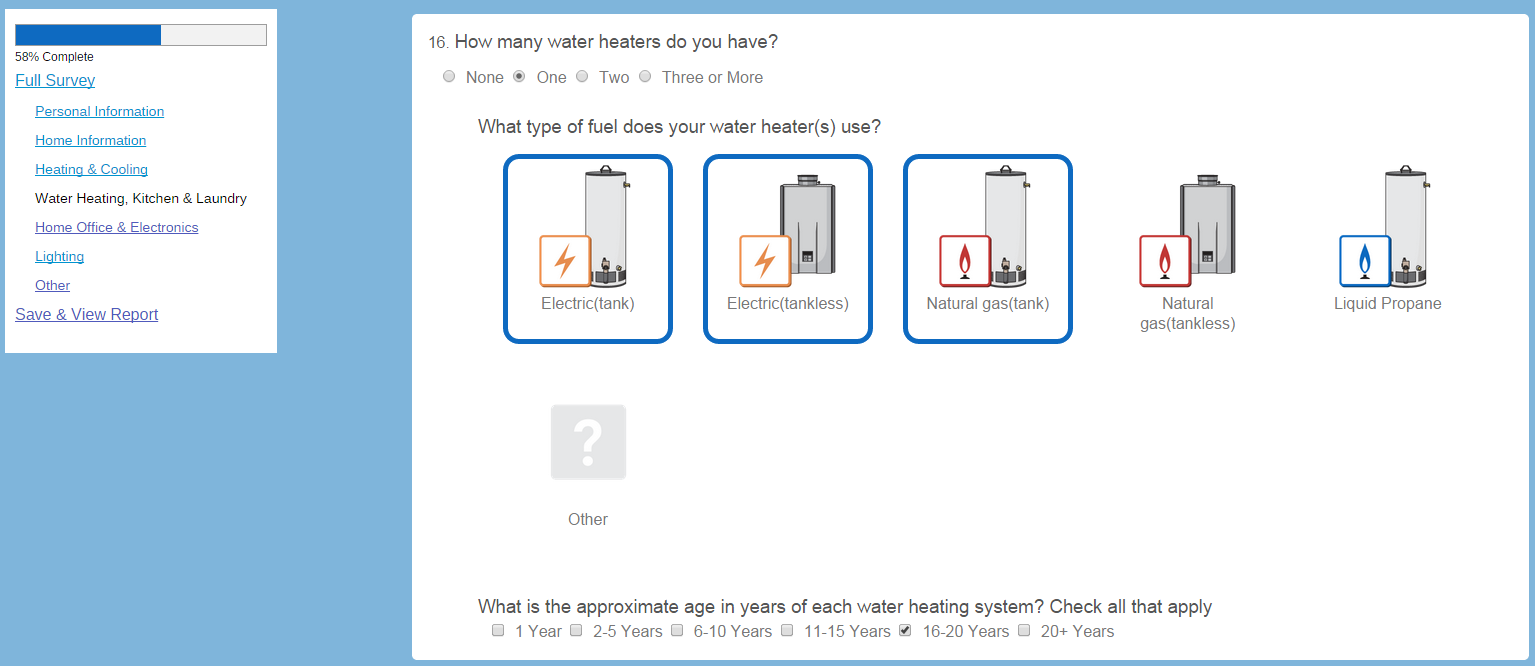 58% Complete
Full Survey
Personal Information
Home Information
Heating & Cooling
Water Heating, Kitchen & Laundry
Home Office & Electronics
Lighting
Other
Save & View Report
16. How many water heaters do you have?
None One Two Three or More
What type of fuel does your water heater(s) use?
Electric(tank) Electric(tankless) Natural gas(tank) Natural Liquid Propane
gas(tankless)
?
Other
What is the approximate age in years of each water heating system? Check all that apply
1 Year 2-5 Years 6-10 Years 11-15 Years 16-20 Years 20+ Years